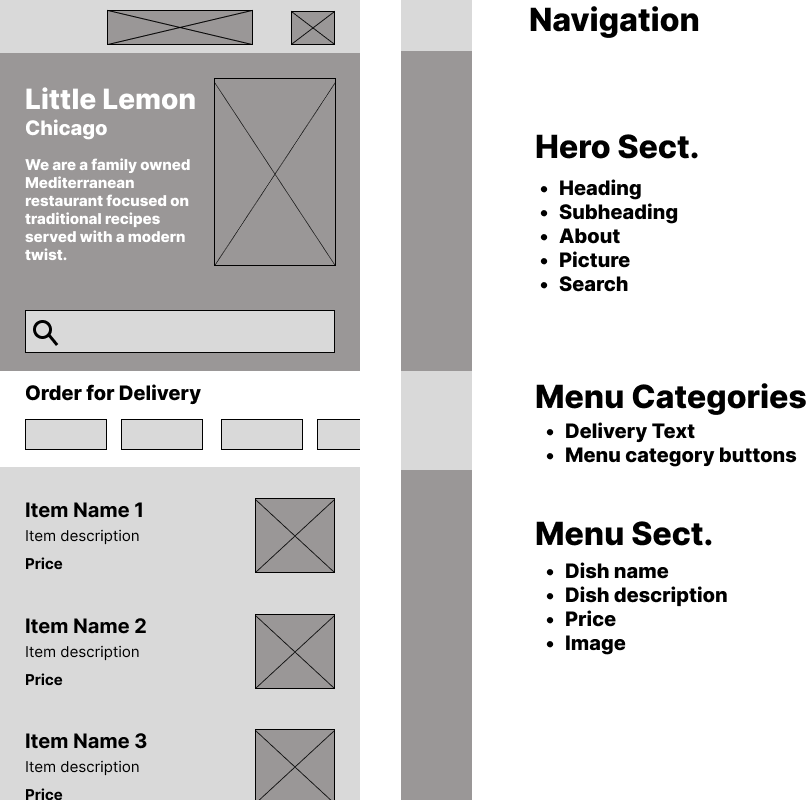 Little Lemon
Chicago
We are a family owned
Mediterranean
restaurant focused on
traditional recipes
served with a modern
twist.
Order for Delivery
Item Name 1
Item description
Price
Item Name 2
Item description
Price
Item Name 3
Item description
Price
Navigation
Hero Sect.
• Heading
• Subheading
• About
• Picture
• Search
Menu Categories
• Delivery Text
• Menu category buttons
Menu Sect.
• Dish name
• Dish description
• Price
• Image